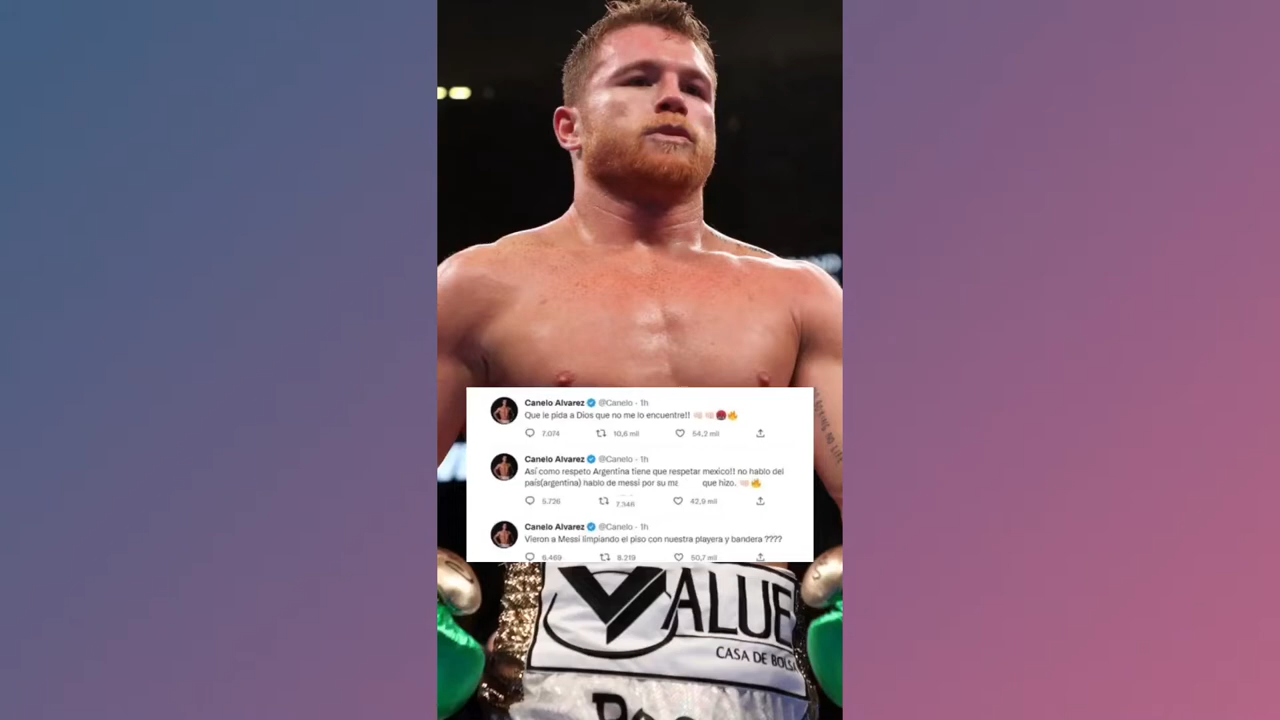 Canelo Alvarez @Canelo · 1h
Que le pida a Dios que no me lo encuentre!! 👊🏻👊🏻😡🔥
7.074 10,6 mil 54,2 mil
Canelo Alvarez @Canelo · 1h
Así como respeto Argentina tiene que respetar mexico!! no hablo del
país(argentina) hablo de messi por su ma que hizo. 👊🏻🔥
5.726 7.346 42,9 mil
Canelo Alvarez @Canelo · 1h
Vieron a Messi limpiando el piso con nuestra playera y bandera ????
6.469 8.219 50,7 mil
VALUE
CASA DE BOLSA